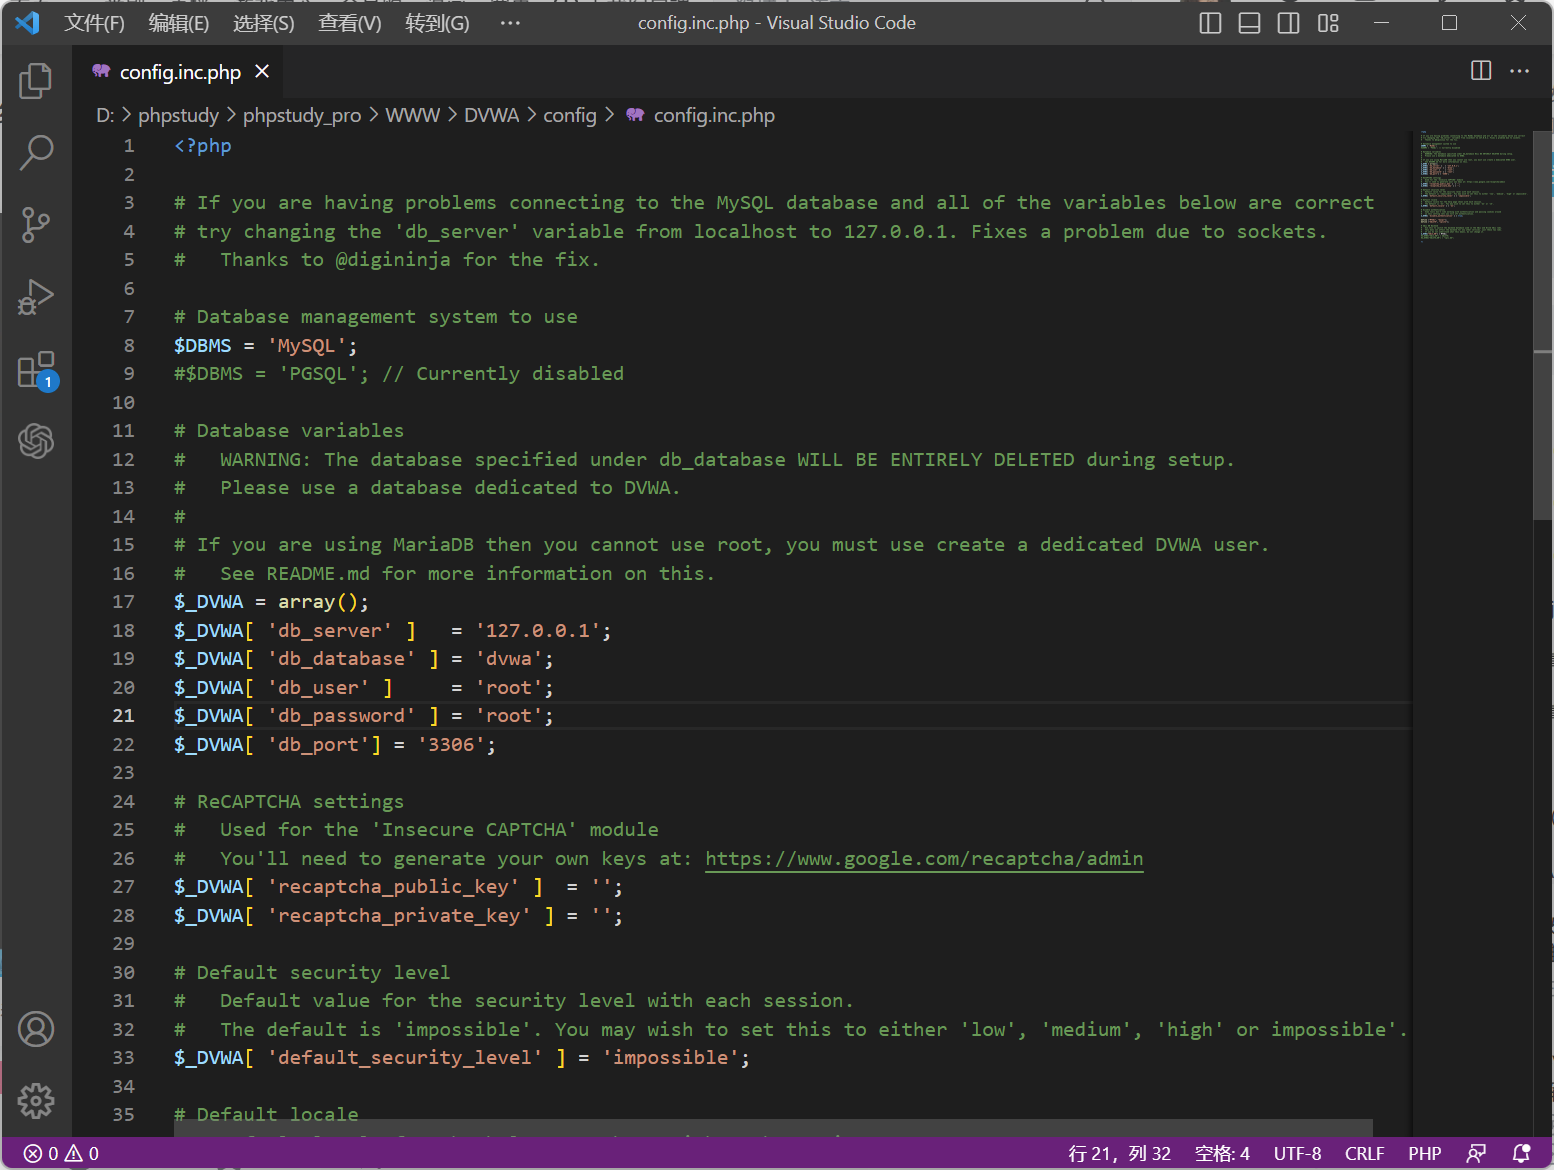 文件(F) 编辑(E) 选择(S) 查看(V) 转到(G) ··· config.inc.php - Visual Studio Code
config.inc.php
D: > phpstudy > phpstudy_pro > WWW > DVWA > config > config.inc.php
1 <?php
2
3 # If you are having problems connecting to the MySQL database and all of the variables below are correct
4 # try changing the 'db_server' variable from localhost to 127.0.0.1. Fixes a problem due to sockets.
5 #   Thanks to @digininja for the fix.
6
7 # Database management system to use
8 $DBMS = 'MySQL';
9 #$DBMS = 'PGSQL'; // Currently disabled
10
11 # Database variables
12 #   WARNING: The database specified under db_database WILL BE ENTIRELY DELETED during setup.
13 #   Please use a database dedicated to DVWA.
14 #
15 # If you are using MariaDB then you cannot use root, you must use create a dedicated DVWA user.
16 #   See README.md for more information on this.
17 $_DVWA = array();
18 $_DVWA[ 'db_server' ]   = '127.0.0.1';
19 $_DVWA[ 'db_database' ] = 'dvwa';
20 $_DVWA[ 'db_user' ]     = 'root';
21 $_DVWA[ 'db_password' ] = 'root';
22 $_DVWA[ 'db_port'] = '3306';
23
24 # ReCAPTCHA settings
25 #   Used for the 'Insecure CAPTCHA' module
26 #   You'll need to generate your own keys at: https://www.google.com/recaptcha/admin
27 $_DVWA[ 'recaptcha_public_key' ]  = '';
28 $_DVWA[ 'recaptcha_private_key' ] = '';
29
30 # Default security level
31 #   Default value for the security level with each session.
32 #   The default is 'impossible'. You may wish to set this to either 'low', 'medium', 'high' or impossible'.
33 $_DVWA[ 'default_security_level' ] = 'impossible';
34
35 # Default locale
1
0 0 行 21，列 32 空格: 4 UTF-8 CRLF PHP